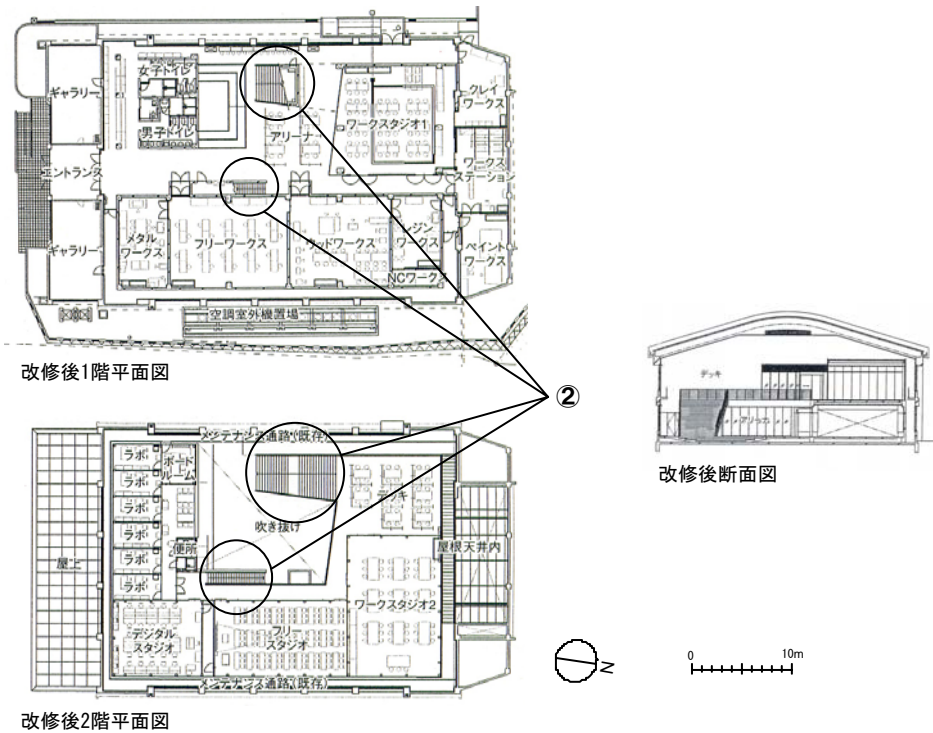 女子トイレ
ギャラリー
男子トイレ
アリーナ
ワークスタジオ1
クレイ
ワークス
エントランス
ワークス
ステーション
ギャラリー
メタル
ワークス
フリーワークス
ウッドワークス
レジン
ワークス
NCワークス
ペイント
ワークス
空調室外機置場
改修後1階平面図
②
デッキ
アリーナ
改修後断面図
メンテナンス通路(既存)
ラボ
ボード
ルーム
ラボ
ラボ
ラボ
ラボ
ラボ
便所
デッキ
吹き抜け
屋上
屋根天井内
ワークスタジオ2
デジタル
スタジオ
フリー
スタジオ
メンテナンス通路(既存)
N
0 10m
改修後2階平面図